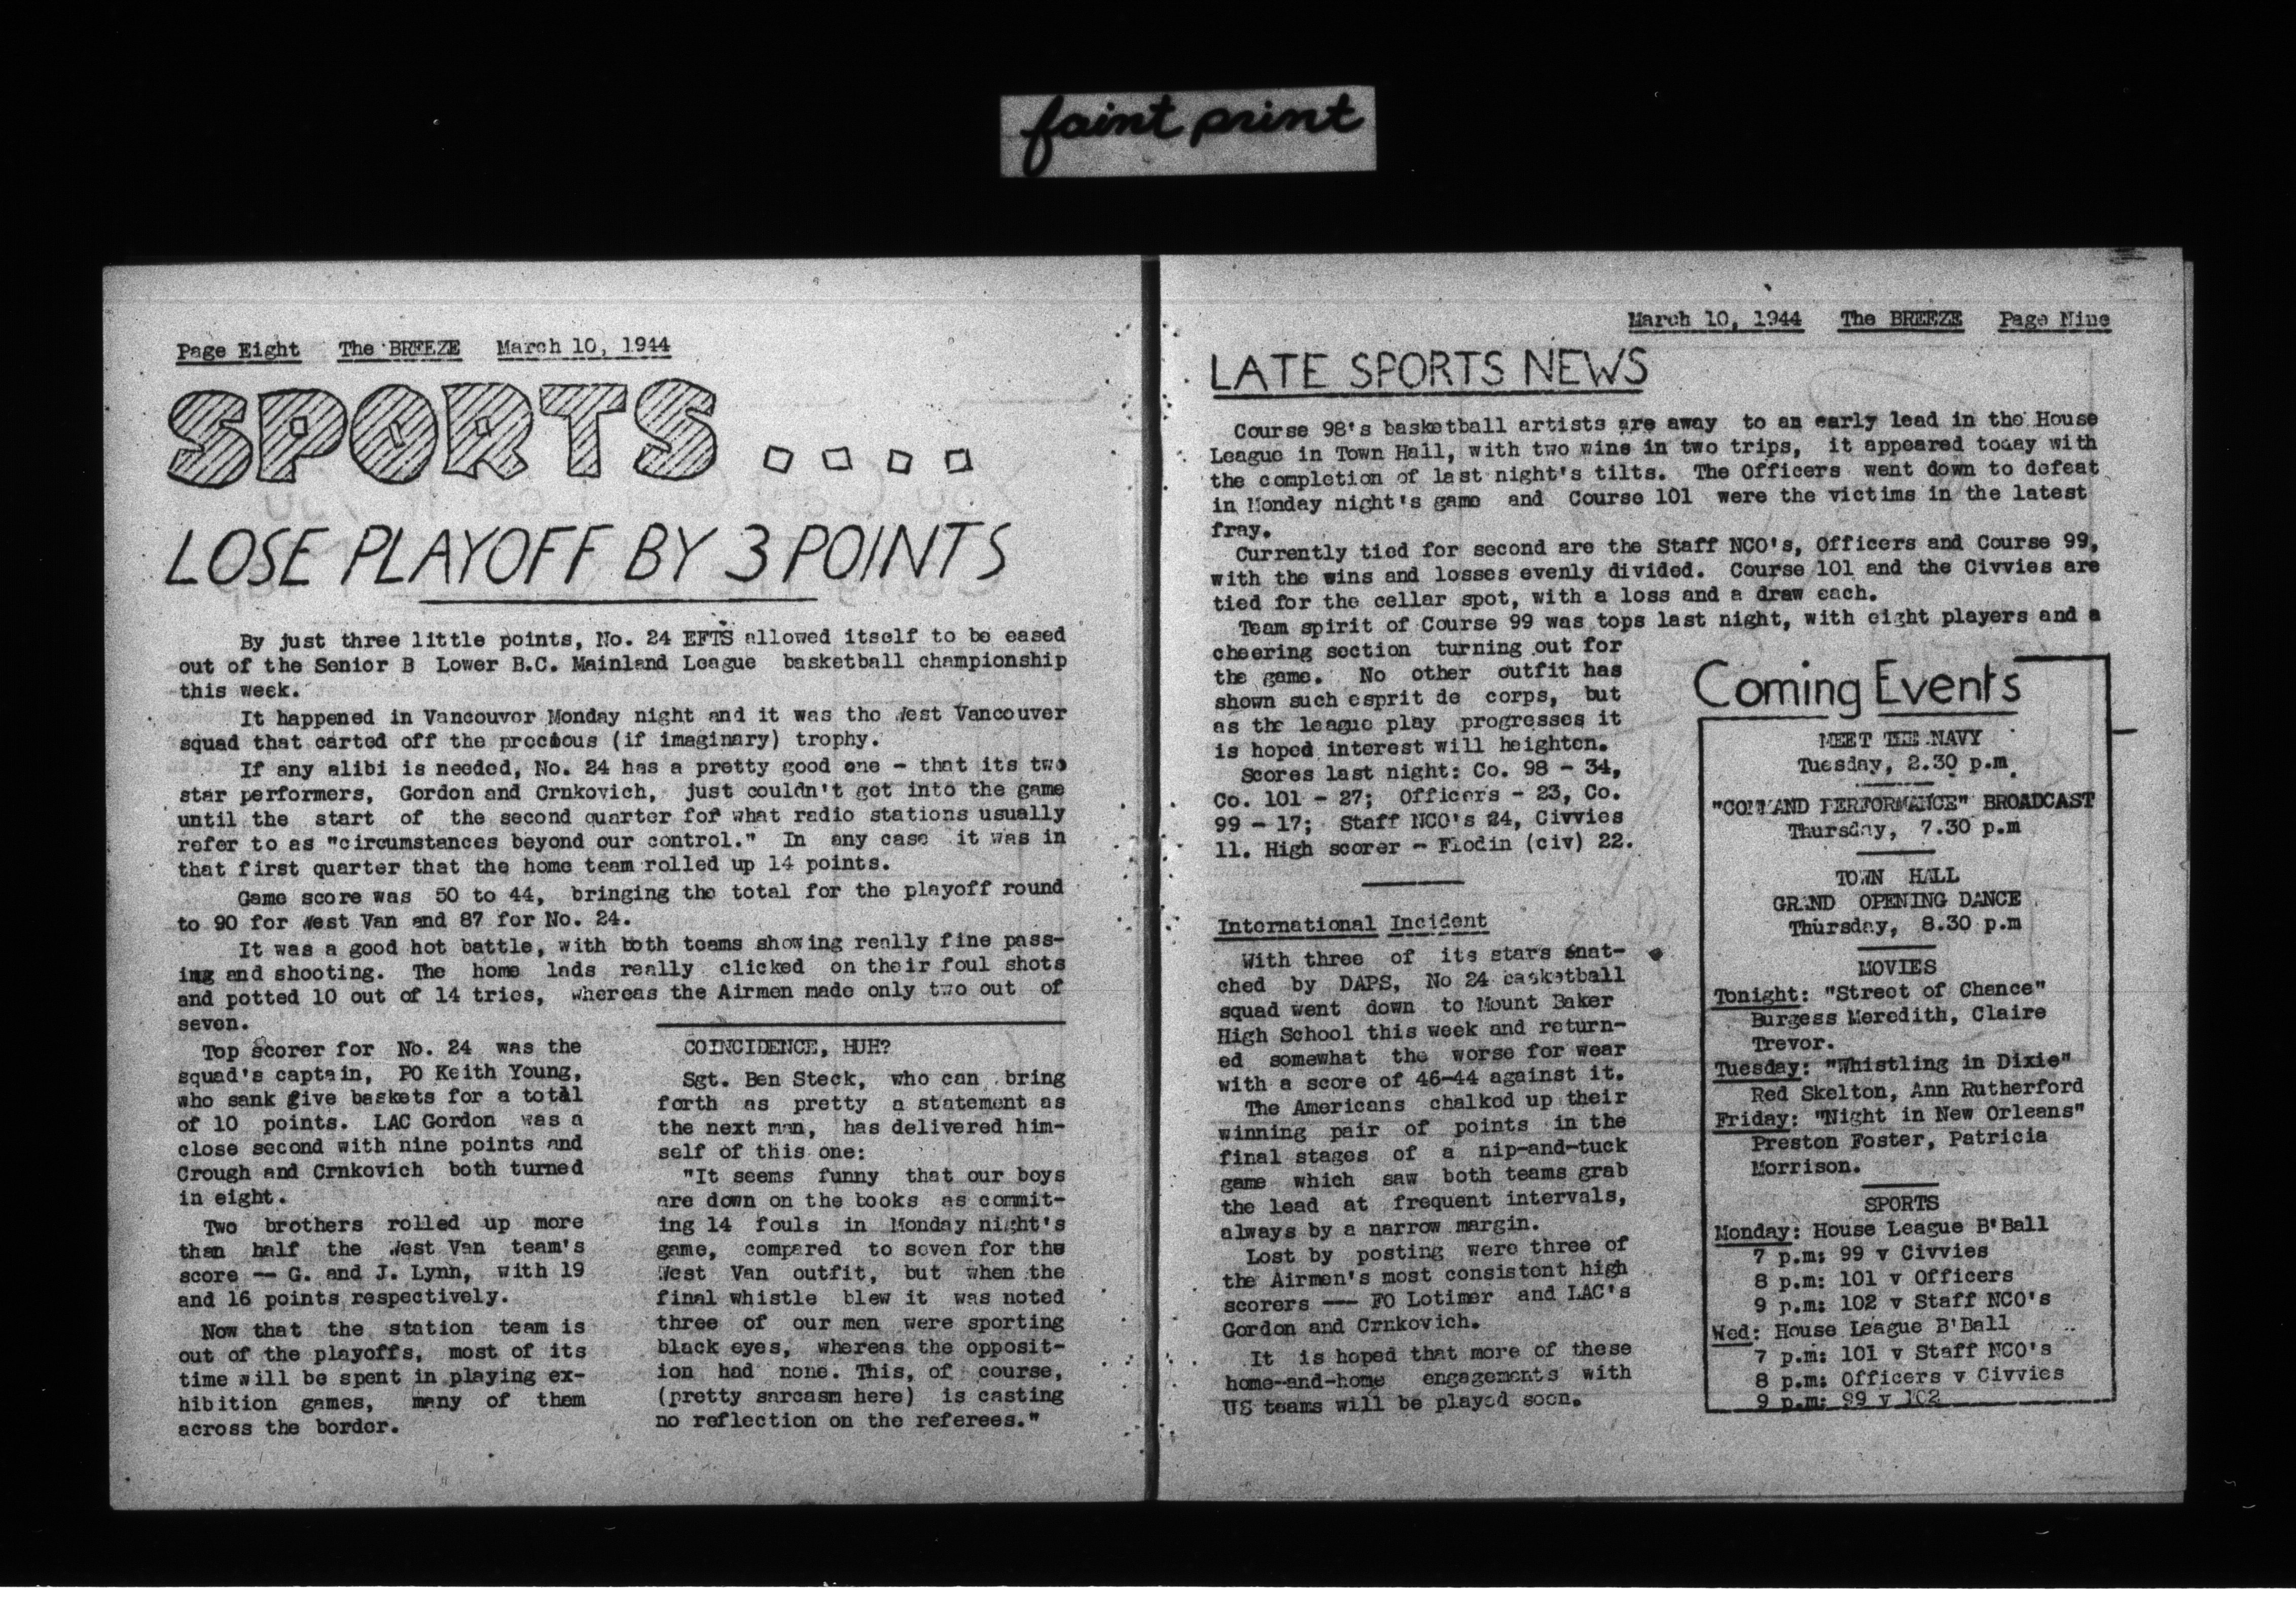 faint print
Page Eight The BREEZE March 10, 1944
SPORTS....
LOSE PLAYOFF BY 3 POINTS
By just three little points, No. 24 EFTS allowed itself to be eased
out of the Senior B Lower B.C. Mainland League basketball championship
this week.
It happened in Vancouver Monday night and it was the West Vancouver
squad that carted off the precious (if imaginary) trophy.
If any alibi is needed, No. 24 has a pretty good one - that its two
star performers, Gordon and Crnkovich, just couldn't get into the game
until the start of the second quarter for what radio stations usually
refer to as "circumstances beyond our control." In any case it was in
that first quarter that the home team rolled up 14 points.
Game score was 50 to 44, bringing the total for the playoff round
to 90 for West Van and 87 for No. 24.
It was a good hot battle, with both teams showing really fine pass-
ing and shooting. The home lads really clicked on their foul shots
and potted 10 out of 14 tries, whereas the Airmen made only two out of
seven.
Top scorer for No. 24 was the
squad's captain, PO Keith Young,
who sank five baskets for a total
of 10 points. LAC Gordon was a
close second with nine points and
Crough and Crnkovich both turned
in eight.
Two brothers rolled up more
than half the West Van team's
score -- G. and J. Lynn, with 19
and 16 points respectively.
Now that the station team is
out of the playoffs, most of its
time will be spent in playing ex-
hibition games, many of them
across the border.
COINCIDENCE, HUH?
Sgt. Ben Steck, who can bring
forth as pretty a statement as
the next man, has delivered him-
self of this one:
"It seems funny that our boys
are down on the books as commit-
ing 14 fouls in Monday night's
game, compared to seven for the
West Van outfit, but when the
final whistle blew it was noted
three of our men were sporting
black eyes, whereas the opposit-
ion had none. This, of course,
(pretty sarcasm here) is casting
no reflection on the referees."
March 10, 1944 The BREEZE Page Nine
LATE SPORTS NEWS
Course 98's basketball artists are away to an early lead in the House
League in Town Hall, with two wins in two trips, it appeared today with
the completion of last night's tilts. The Officers went down to defeat
in Monday night's game and Course 101 were the victims in the latest
fray.
Currently tied for second are the Staff NCO's, Officers and Course 99,
with the wins and losses evenly divided. Course 101 and the Civvies are
tied for the cellar spot, with a loss and a draw each.
Team spirit of Course 99 was tops last night, with eight players and a
cheering section turning out for
the game. No other outfit has
shown such esprit de corps, but
as the league play progresses it
is hoped interest will heighten.
Scores last night: Co. 98 - 34,
Co. 101 - 27; Officers - 23, Co.
99 - 17; Staff NCO's 24, Civvies
11. High scorer - Flodin (civ) 22.
International Incident
With three of its stars snat-
ched by DAPS, No 24 basketball
squad went down to Mount Baker
High School this week and return-
ed somewhat the worse for wear
with a score of 46-44 against it.
The Americans chalked up their
winning pair of points in the
final stages of a nip-and-tuck
game which saw both teams grab
the lead at frequent intervals,
always by a narrow margin.
Lost by posting were three of
the Airmen's most consistent high
scorers --- FO Lotimer and LAC's
Gordon and Crnkovich.
It is hoped that more of these
home-and-home engagements with
US teams will be played soon.
Coming Events
MEET THE NAVY
Tuesday, 2.30 p.m.
"COMMAND PERFORMANCE" BROADCAST
Thursday, 7.30 p.m
TOWN HALL
GRAND OPENING DANCE
Thursday, 8.30 p.m
MOVIES
Tonight: "Street of Chance"
Burgess Meredith, Claire
Trevor.
Tuesday: "Whistling in Dixie"
Red Skelton, Ann Rutherford
Friday: "Night in New Orleans"
Preston Foster, Patricia
Morrison.
SPORTS
Monday: House League B'Ball
7 p.m: 99 v Civvies
8 p.m: 101 v Officers
9 p.m: 102 v Staff NCO's
Wed: House League B'Ball
7 p.m: 101 v Staff NCO's
8 p.m: Officers v Civvies
9 p.m: 99 v 102